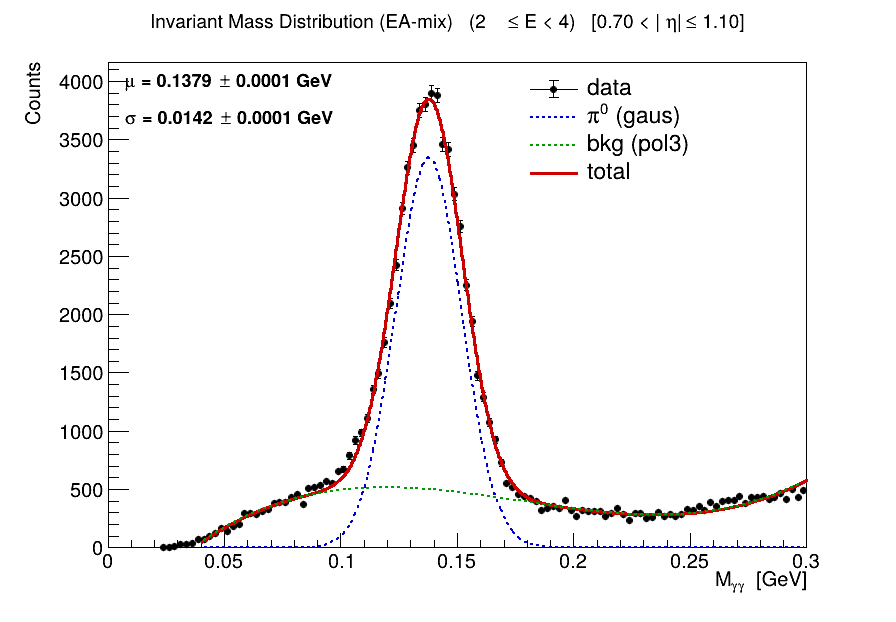 Invariant Mass Distribution (EA-mix) (2 ≤ E < 4) [0.70 < | η| ≤ 1.10]
μ = 0.1379 ± 0.0001 GeV
σ = 0.0142 ± 0.0001 GeV
data
π⁰ (gaus)
bkg (pol3)
total
Counts
4000
3500
3000
2500
2000
1500
1000
500
0
0 0.05 0.1 0.15 0.2 0.25 0.3
Mγγ [GeV]